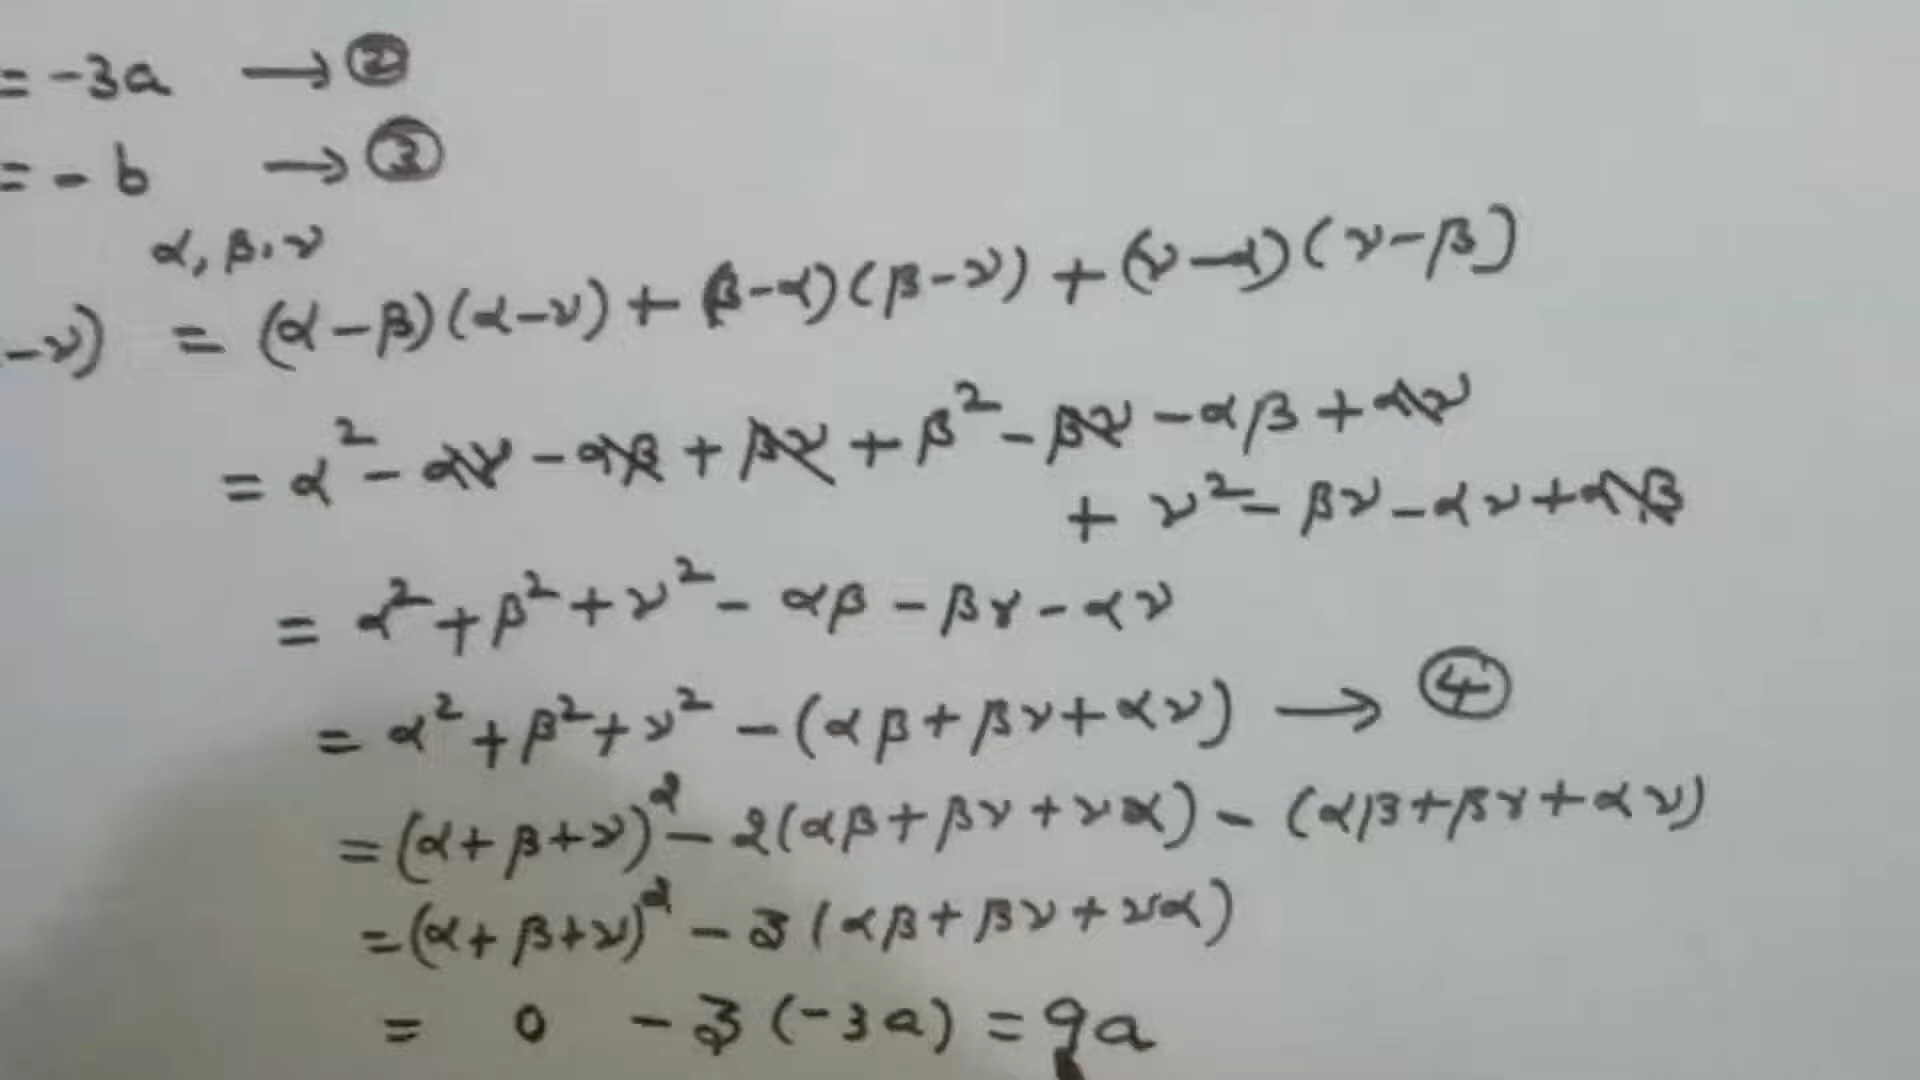 = -3a → ②
= - b → ③
α, β, γ
-γ) = (α-β)(α-γ) + (β-α)(β-γ) + (γ-α)(γ-β)
= α² - αγ - αβ + βγ + β² - βγ - αβ + αγ
+ γ² - βγ - αγ + αβ
= α² + β² + γ² - αβ - βγ - αγ
= α² + β² + γ² - (αβ + βγ + αγ) → ④
= (α + β + γ)² - 2(αβ + βγ + γα) - (αβ + βγ + αγ)
= (α + β + γ)² - 3(αβ + βγ + γα)
= 0 - 3(-3a) = 9a